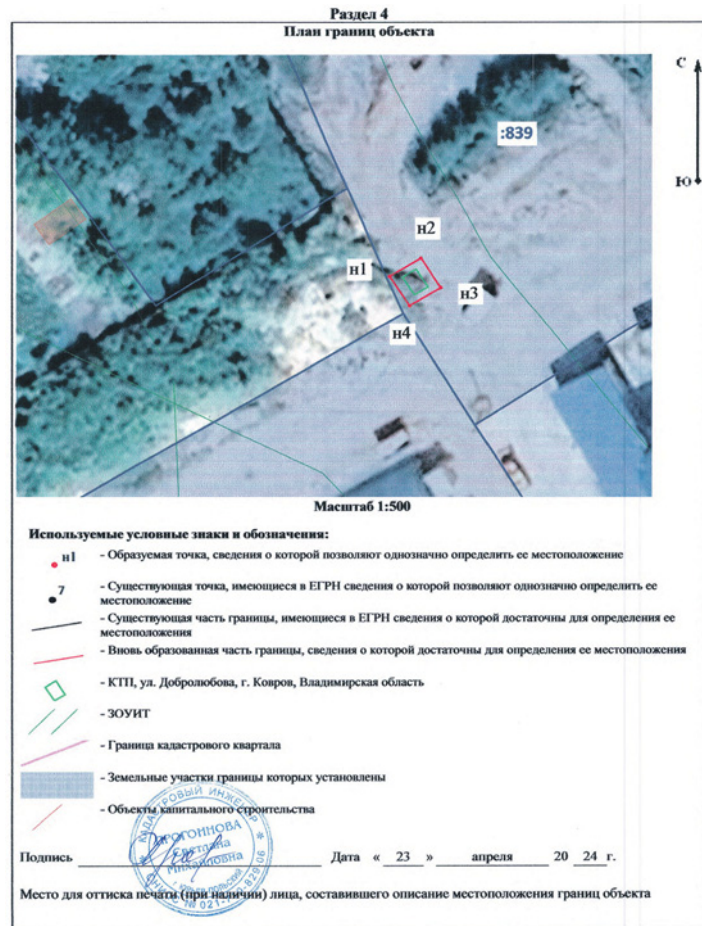 Раздел 4
План границ объекта
С
:839
Ю
н2
н1
н3
н4
Масштаб 1:500
Используемые условные знаки и обозначения:
н1 - Образуемая точка, сведения о которой позволяют однозначно определить ее местоположение
7 - Существующая точка, имеющиеся в ЕГРН сведения о которой позволяют однозначно определить ее
местоположение
- Существующая часть границы, имеющиеся в ЕГРН сведения о которой достаточны для определения ее
местоположения
- Вновь образованная часть границы, сведения о которой достаточны для определения ее местоположения
- КТП, ул. Добролюбова, г. Ковров, Владимирская область
- ЗОУИТ
- Граница кадастрового квартала
- Земельные участки границы которых установлены
- Объекты капитального строительства
КАДАСТРОВЫЙ ИНЖЕНЕР
Светлана
Михайловна
Подпись Дата « 23 » апреля 20 24 г.
Место для оттиска печати (при наличии) лица, составившего описание местоположения границ объекта